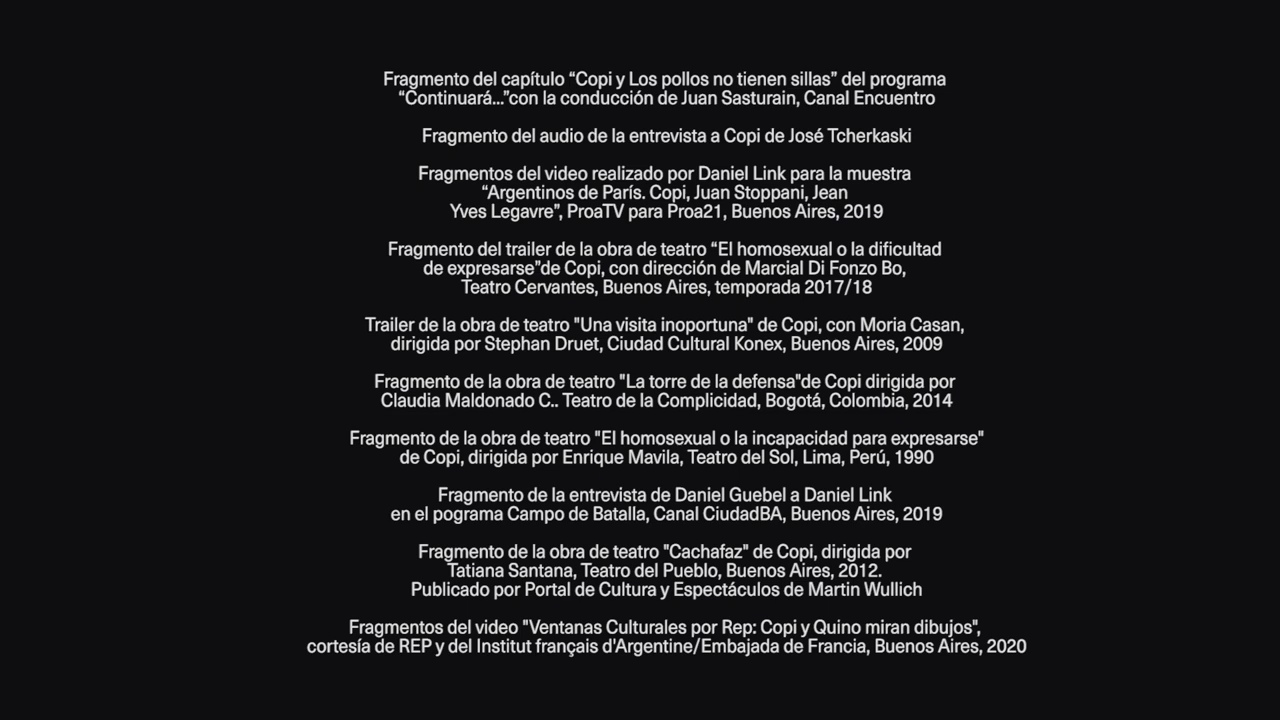 Fragmento del capítulo “Copi y Los pollos no tienen sillas” del programa
“Continuará...”con la conducción de Juan Sasturain, Canal Encuentro
Fragmento del audio de la entrevista a Copi de José Tcherkaski
Fragmentos del video realizado por Daniel Link para la muestra
“Argentinos de París. Copi, Juan Stoppani, Jean
Yves Legavre”, ProaTV para Proa21, Buenos Aires, 2019
Fragmento del trailer de la obra de teatro “El homosexual o la dificultad
de expresarse”de Copi, con dirección de Marcial Di Fonzo Bo,
Teatro Cervantes, Buenos Aires, temporada 2017/18
Trailer de la obra de teatro "Una visita inoportuna" de Copi, con Moria Casan,
dirigida por Stephan Druet, Ciudad Cultural Konex, Buenos Aires, 2009
Fragmento de la obra de teatro "La torre de la defensa"de Copi dirigida por
Claudia Maldonado C.. Teatro de la Complicidad, Bogotá, Colombia, 2014
Fragmento de la obra de teatro "El homosexual o la incapacidad para expresarse"
de Copi, dirigida por Enrique Mavila, Teatro del Sol, Lima, Perú, 1990
Fragmento de la entrevista de Daniel Guebel a Daniel Link
en el pograma Campo de Batalla, Canal CiudadBA, Buenos Aires, 2019
Fragmento de la obra de teatro "Cachafaz" de Copi, dirigida por
Tatiana Santana, Teatro del Pueblo, Buenos Aires, 2012.
Publicado por Portal de Cultura y Espectáculos de Martin Wullich
Fragmentos del video "Ventanas Culturales por Rep: Copi y Quino miran dibujos",
cortesía de REP y del Institut français d'Argentine/Embajada de Francia, Buenos Aires, 2020